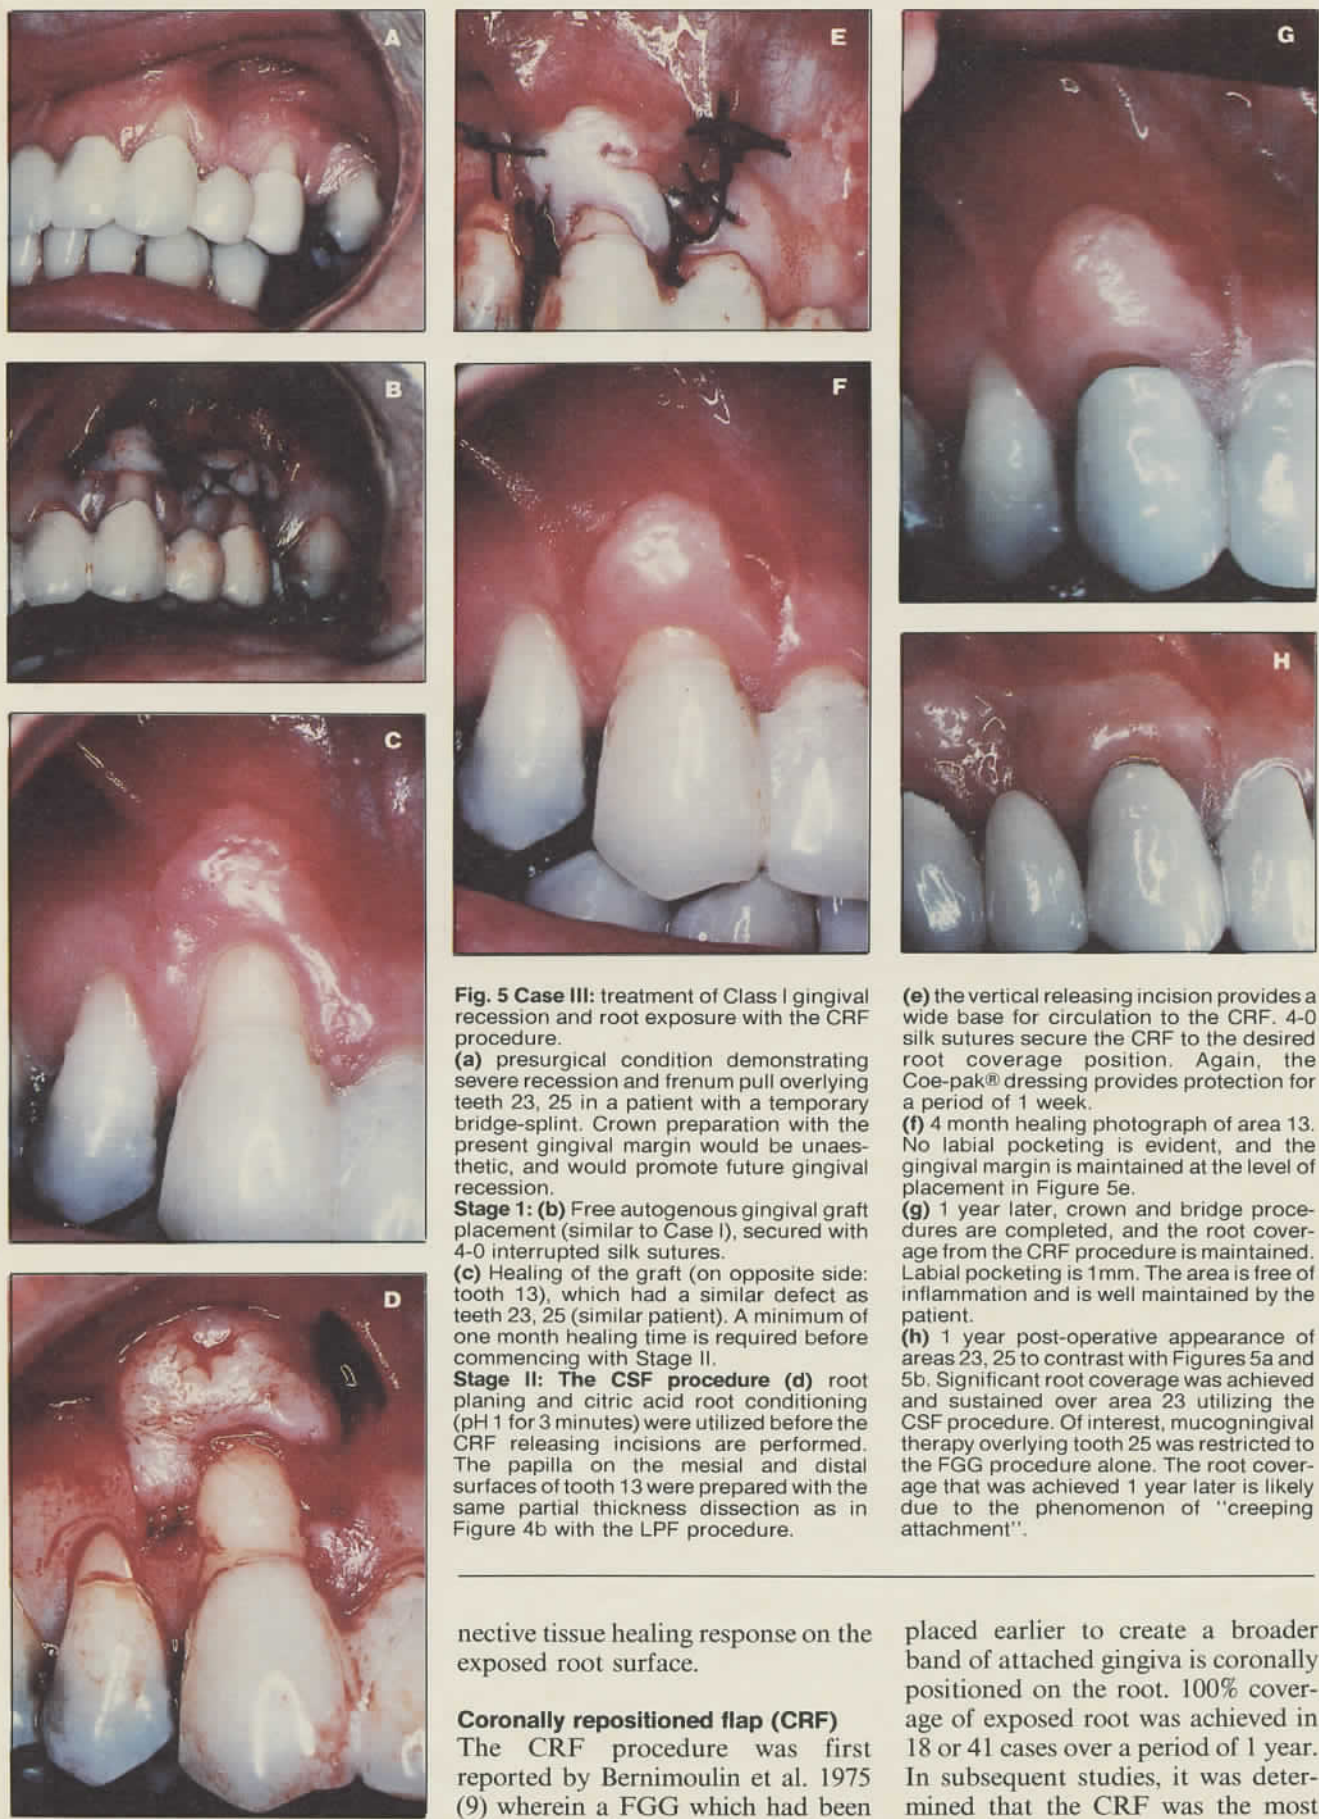 A
B
C
D
E
F
G
H
Fig. 5 Case III: treatment of Class I gingival
recession and root exposure with the CRF
procedure.
(a) presurgical condition demonstrating
severe recession and frenum pull overlying
teeth 23, 25 in a patient with a temporary
bridge-splint. Crown preparation with the
present gingival margin would be unaes-
thetic, and would promote future gingival
recession.
Stage 1: (b) Free autogenous gingival graft
placement (similar to Case I), secured with
4-0 interrupted silk sutures.
(c) Healing of the graft (on opposite side:
tooth 13), which had a similar defect as
teeth 23, 25 (similar patient). A minimum of
one month healing time is required before
commencing with Stage II.
Stage II: The CSF procedure (d) root
planing and citric acid root conditioning
(pH 1 for 3 minutes) were utilized before the
CRF releasing incisions are performed.
The papilla on the mesial and distal
surfaces of tooth 13 were prepared with the
same partial thickness dissection as in
Figure 4b with the LPF procedure.
(e) the vertical releasing incision provides a
wide base for circulation to the CRF. 4-0
silk sutures secure the CRF to the desired
root coverage position. Again, the
Coe-pak® dressing provides protection for
a period of 1 week.
(f) 4 month healing photograph of area 13.
No labial pocketing is evident, and the
gingival margin is maintained at the level of
placement in Figure 5e.
(g) 1 year later, crown and bridge proce-
dures are completed, and the root cover-
age from the CRF procedure is maintained.
Labial pocketing is 1mm. The area is free of
inflammation and is well maintained by the
patient.
(h) 1 year post-operative appearance of
areas 23, 25 to contrast with Figures 5a and
5b. Significant root coverage was achieved
and sustained over area 23 utilizing the
CSF procedure. Of interest, mucogningival
therapy overlying tooth 25 was restricted to
the FGG procedure alone. The root cover-
age that was achieved 1 year later is likely
due to the phenomenon of "creeping
attachment".
nective tissue healing response on the
exposed root surface.
Coronally repositioned flap (CRF)
The CRF procedure was first
reported by Bernimoulin et al. 1975
(9) wherein a FGG which had been
placed earlier to create a broader
band of attached gingiva is coronally
positioned on the root. 100% cover-
age of exposed root was achieved in
18 or 41 cases over a period of 1 year.
In subsequent studies, it was deter-
mined that the CRF was the most